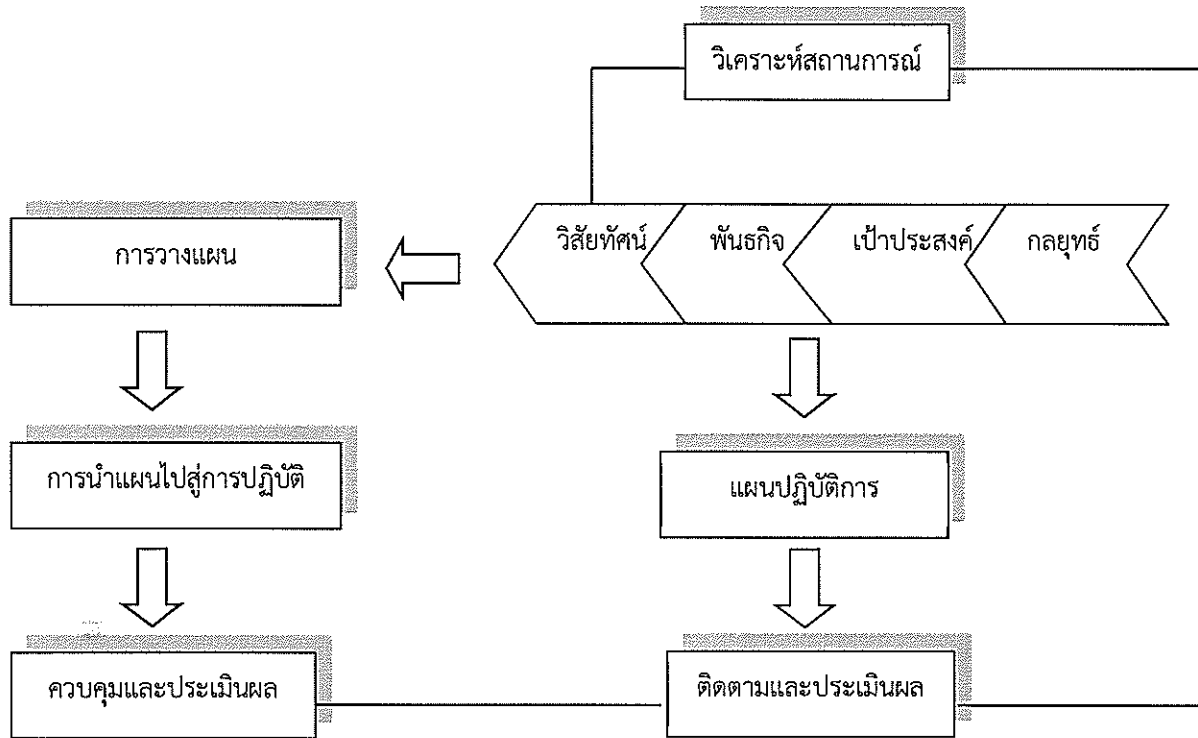 วิเคราะห์สถานการณ์
วิสัยทัศน์
พันธกิจ
เป้าประสงค์
กลยุทธ์
การวางแผน
การนำแผนไปสู่การปฏิบัติ
แผนปฏิบัติการ
ควบคุมและประเมินผล
ติดตามและประเมินผล